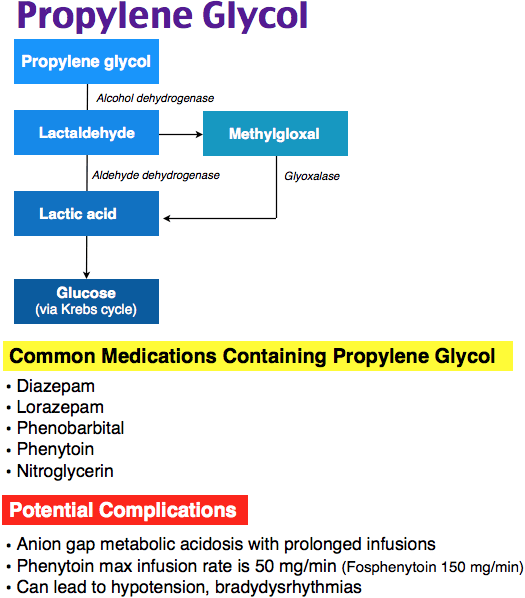 Propylene Glycol
Propylene glycol
Alcohol dehydrogenase
Lactaldehyde
Methylgloxal
Aldehyde dehydrogenase
Glyoxalase
Lactic acid
Glucose
(via Krebs cycle)
Common Medications Containing Propylene Glycol
• Diazepam
• Lorazepam
• Phenobarbital
• Phenytoin
• Nitroglycerin
Potential Complications
• Anion gap metabolic acidosis with prolonged infusions
• Phenytoin max infusion rate is 50 mg/min (Fosphenytoin 150 mg/min)
• Can lead to hypotension, bradydysrhythmias